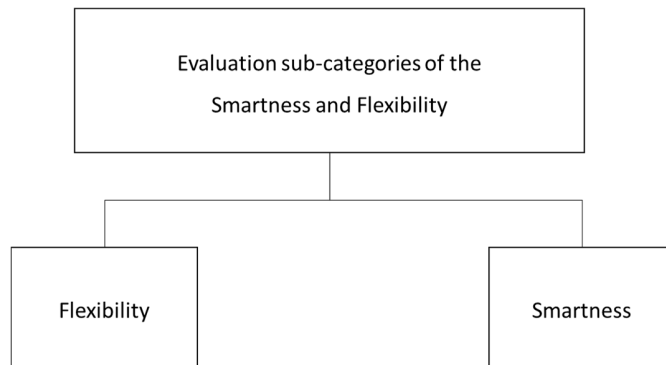 Evaluation sub-categories of the
Smartness and Flexibility
Flexibility
Smartness